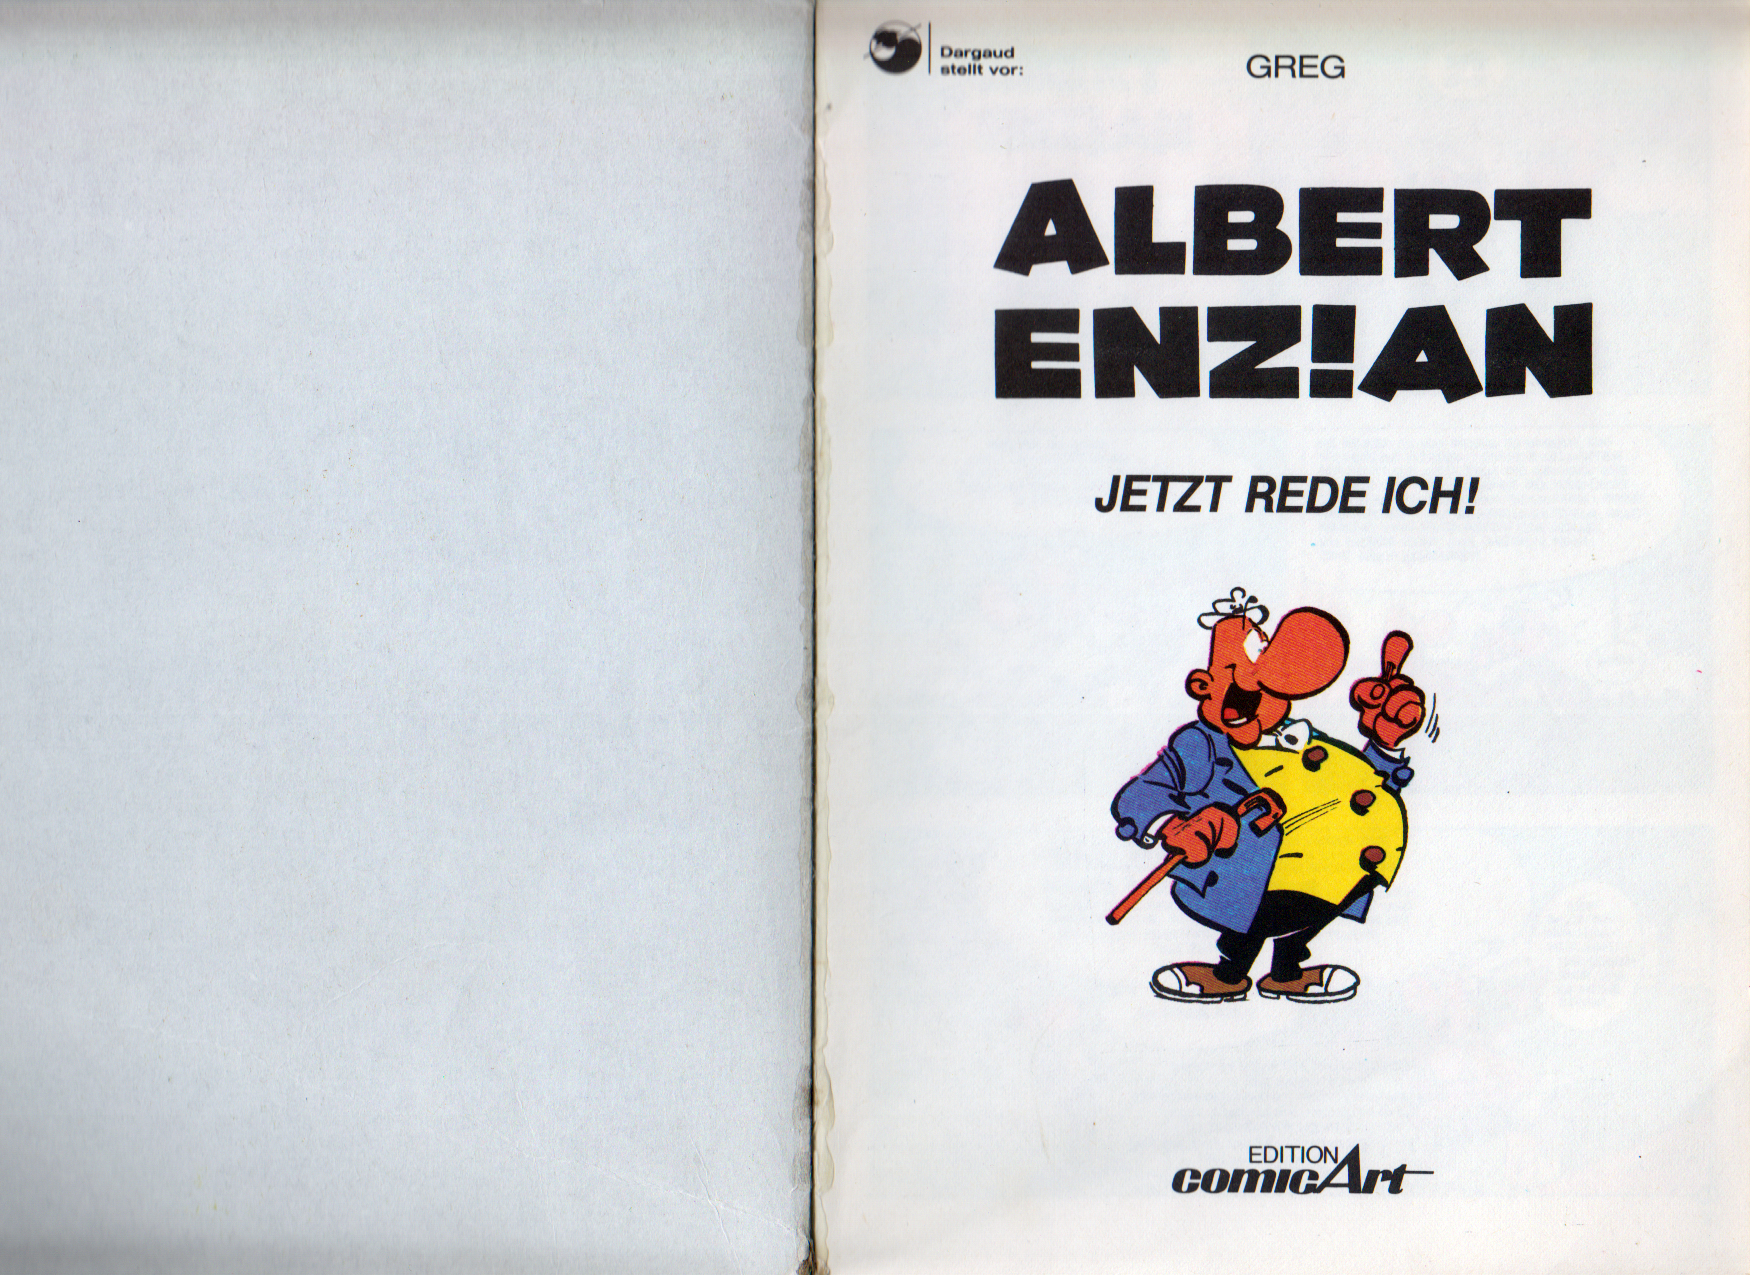 Dargaud
stellt vor:
GREG
ALBERT
ENZ!AN
JETZT REDE ICH!
EDITION
comicArt